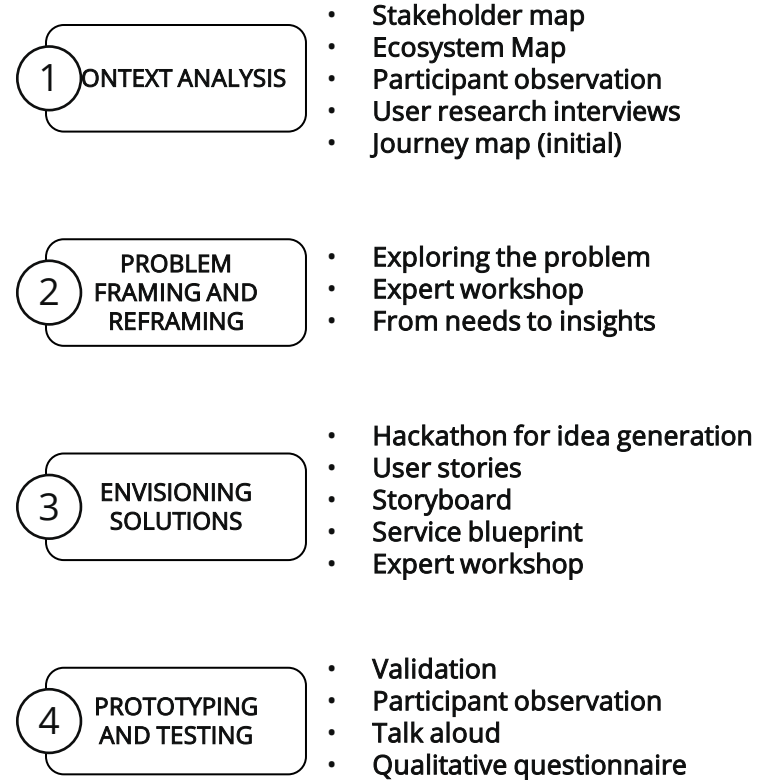 1
ONTEXT ANALYSIS
• Stakeholder map
• Ecosystem Map
• Participant observation
• User research interviews
• Journey map (initial)
2
PROBLEM
FRAMING AND
REFRAMING
• Exploring the problem
• Expert workshop
• From needs to insights
3
ENVISIONING
SOLUTIONS
• Hackathon for idea generation
• User stories
• Storyboard
• Service blueprint
• Expert workshop
4
PROTOTYPING
AND TESTING
• Validation
• Participant observation
• Talk aloud
• Qualitative questionnaire